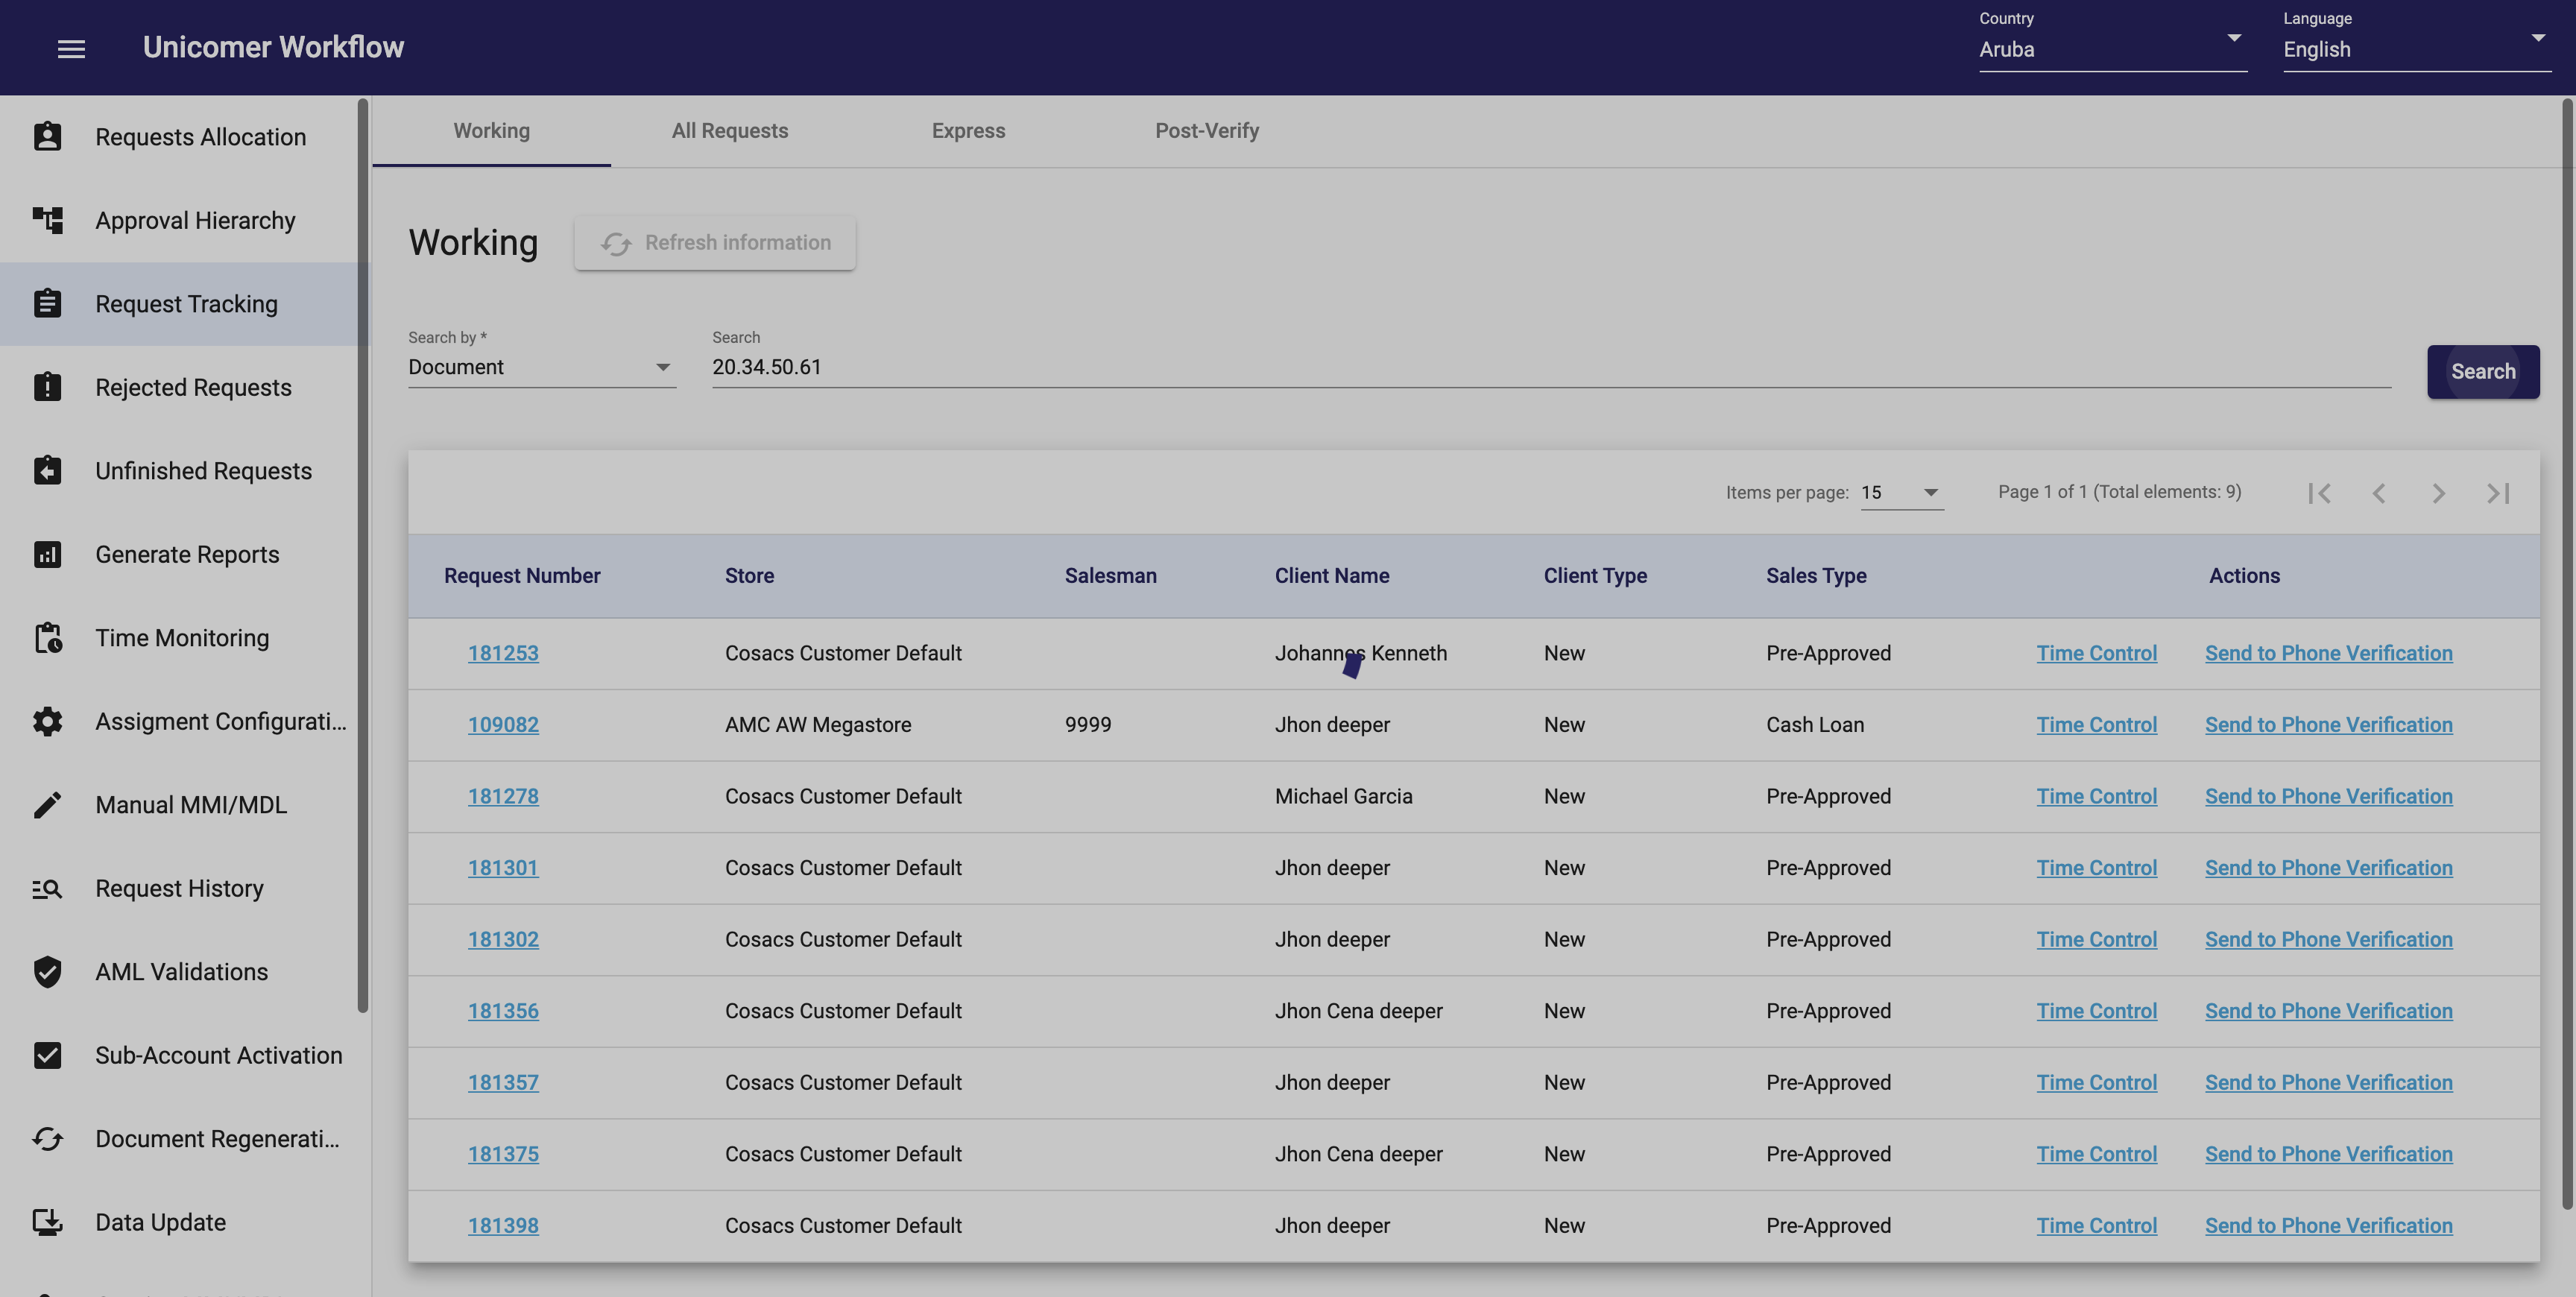 Unicomer Workflow
Country
Aruba
Language
English
Requests Allocation
Approval Hierarchy
Request Tracking
Rejected Requests
Unfinished Requests
Generate Reports
Time Monitoring
Assigment Configurati...
Manual MMI/MDL
Request History
AML Validations
Sub-Account Activation
Document Regenerati...
Data Update
Working All Requests Express Post-Verify
Working Refresh information
Search by *
Document
Search
20.34.50.61
Search
Items per page: 15 Page 1 of 1 (Total elements: 9)
Request Number Store Salesman Client Name Client Type Sales Type Actions
181253 Cosacs Customer Default Johannes Kenneth New Pre-Approved Time Control Send to Phone Verification
109082 AMC AW Megastore 9999 Jhon deeper New Cash Loan Time Control Send to Phone Verification
181278 Cosacs Customer Default Michael Garcia New Pre-Approved Time Control Send to Phone Verification
181301 Cosacs Customer Default Jhon deeper New Pre-Approved Time Control Send to Phone Verification
181302 Cosacs Customer Default Jhon deeper New Pre-Approved Time Control Send to Phone Verification
181356 Cosacs Customer Default Jhon Cena deeper New Pre-Approved Time Control Send to Phone Verification
181357 Cosacs Customer Default Jhon deeper New Pre-Approved Time Control Send to Phone Verification
181375 Cosacs Customer Default Jhon Cena deeper New Pre-Approved Time Control Send to Phone Verification
181398 Cosacs Customer Default Jhon deeper New Pre-Approved Time Control Send to Phone Verification